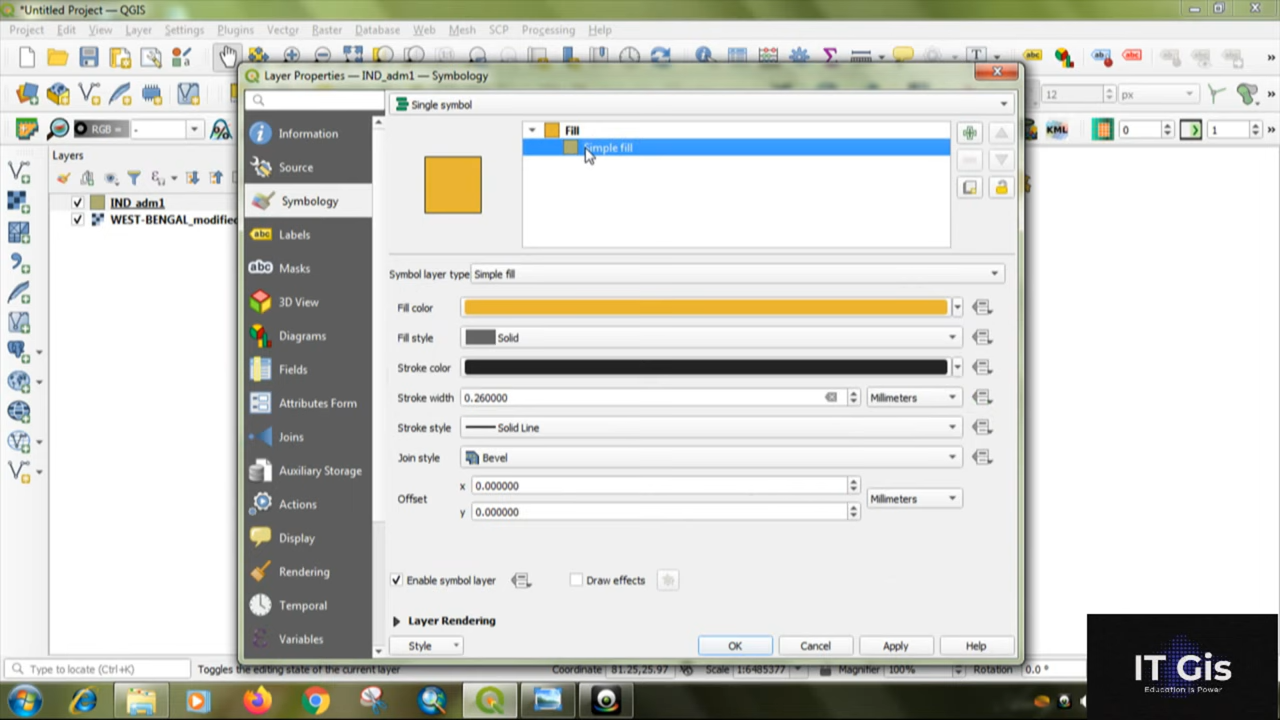 *Untitled Project — QGIS
Project Edit View Layer Settings Plugins Vector Raster Database Web Mesh SCP Processing Help
Layer Properties — IND_adm1 — Symbology
12 px
RGB = - KML 0 1
Layers
IND_adm1
WEST-BENGAL_modified
Information
Source
Symbology
Labels
Masks
3D View
Diagrams
Fields
Attributes Form
Joins
Auxiliary Storage
Actions
Display
Rendering
Temporal
Variables
Single symbol
Fill
Simple fill
Symbol layer type Simple fill
Fill color
Fill style Solid
Stroke color
Stroke width 0.260000 Millimeters
Stroke style Solid Line
Join style Bevel
Offset x 0.000000 Millimeters
y 0.000000
Enable symbol layer Draw effects
Layer Rendering
Style OK Cancel Apply Help
Type to locate (Ctrl+K) Toggles the editing state of the current layer Coordinate 81.25,25.97 Scale 1:6485377 Magnifier 100% Rotation 0.0 °
IT Gis
Education is Power